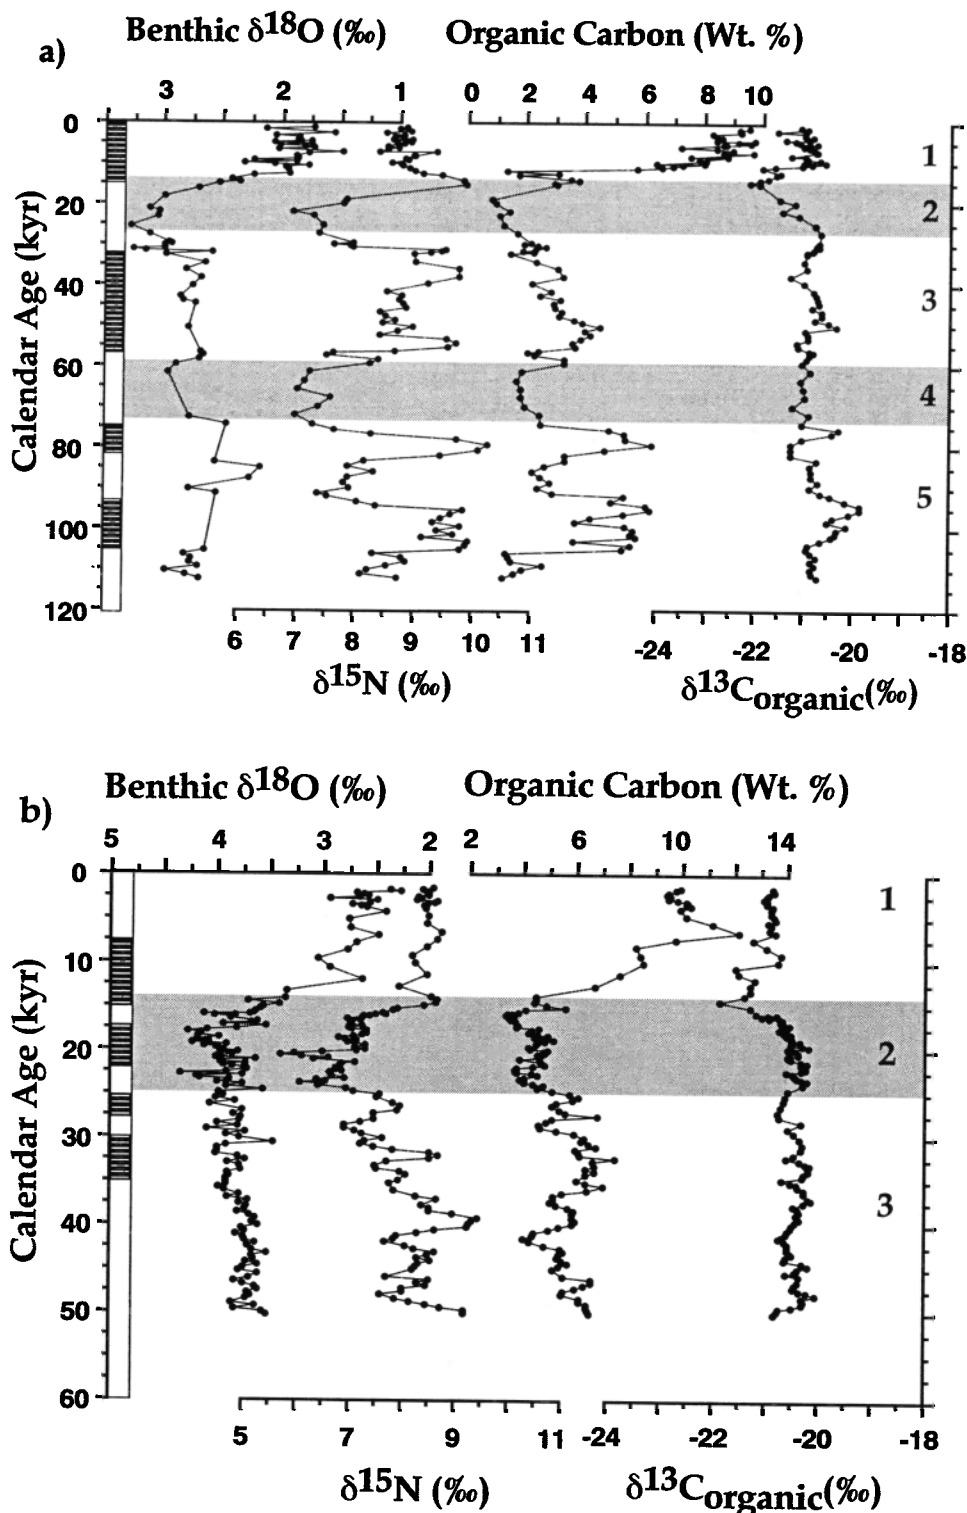 a)
Benthic δ18O (‰) Organic Carbon (Wt. %)
3 2 1 0 2 4 6 8 10
Calendar Age (kyr)
0
20
40
60
80
100
120
1
2
3
4
5
6 7 8 9 10 11 -24 -22 -20 -18
δ15N (‰) δ13Corganic(‰)
b)
Benthic δ18O (‰) Organic Carbon (Wt. %)
5 4 3 2 2 6 10 14
Calendar Age (kyr)
0
10
20
30
40
50
60
1
2
3
5 7 9 11 -24 -22 -20 -18
δ15N (‰) δ13Corganic(‰)